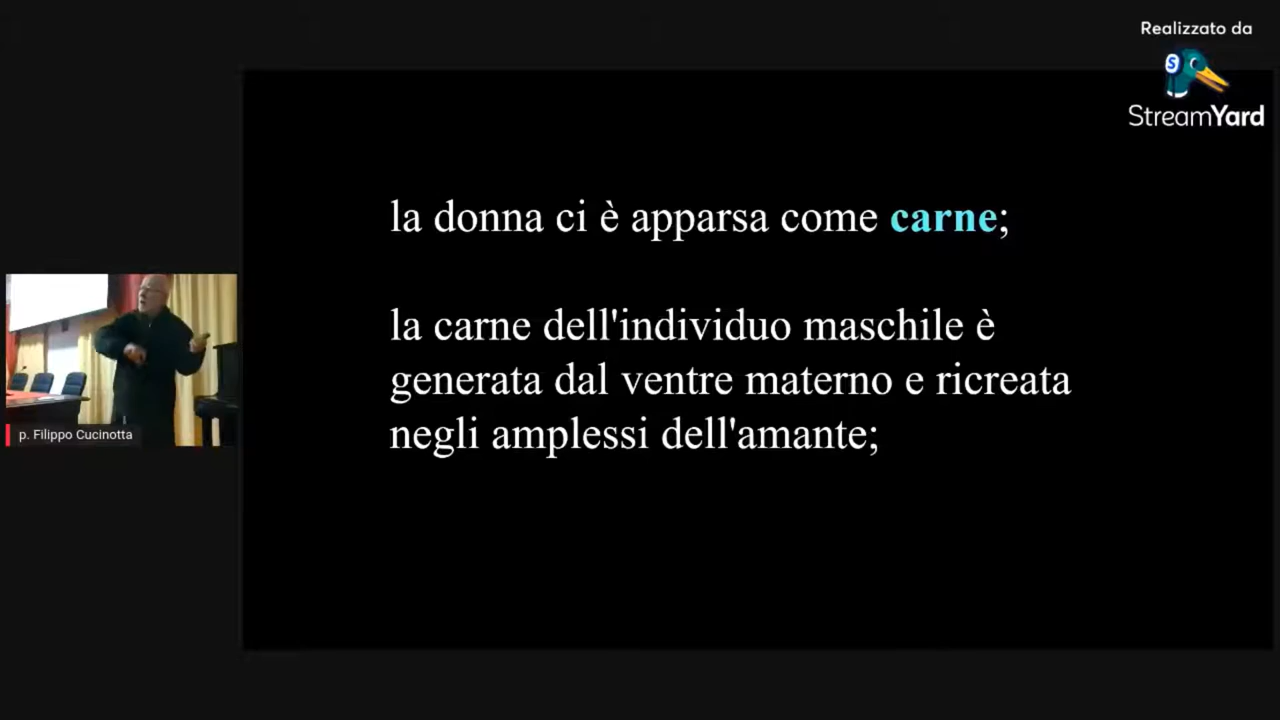 Realizzato da
S
StreamYard
la donna ci è apparsa come carne;
la carne dell'individuo maschile è
generata dal ventre materno e ricreata
negli amplessi dell'amante;
p. Filippo Cucinotta